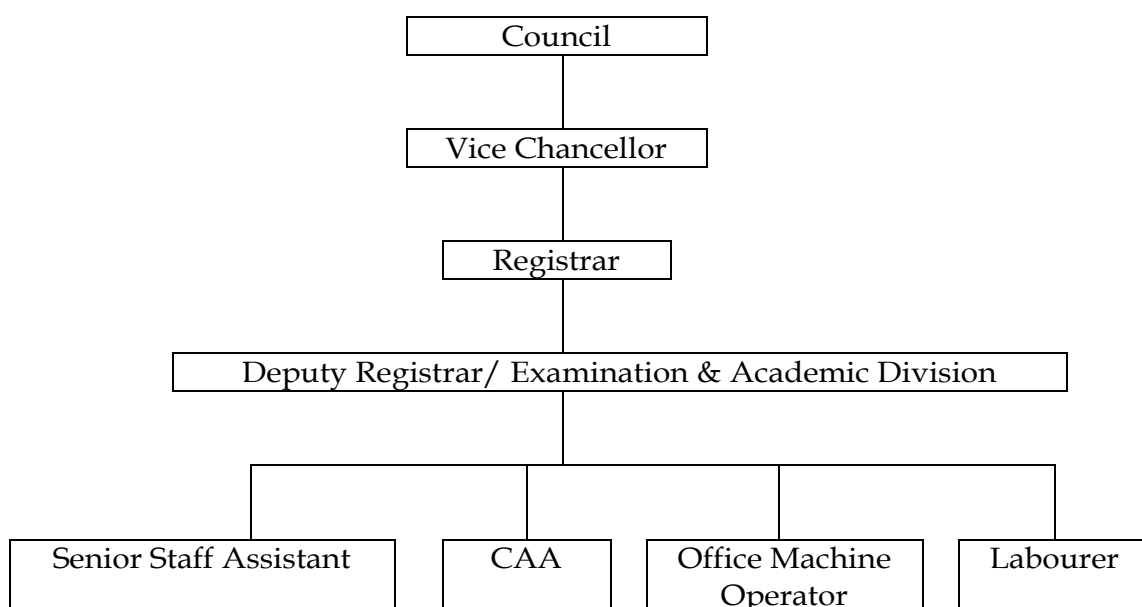 Council
Vice Chancellor
Registrar
Deputy Registrar/ Examination & Academic Division
Senior Staff Assistant
CAA
Office Machine
Operator
Labourer